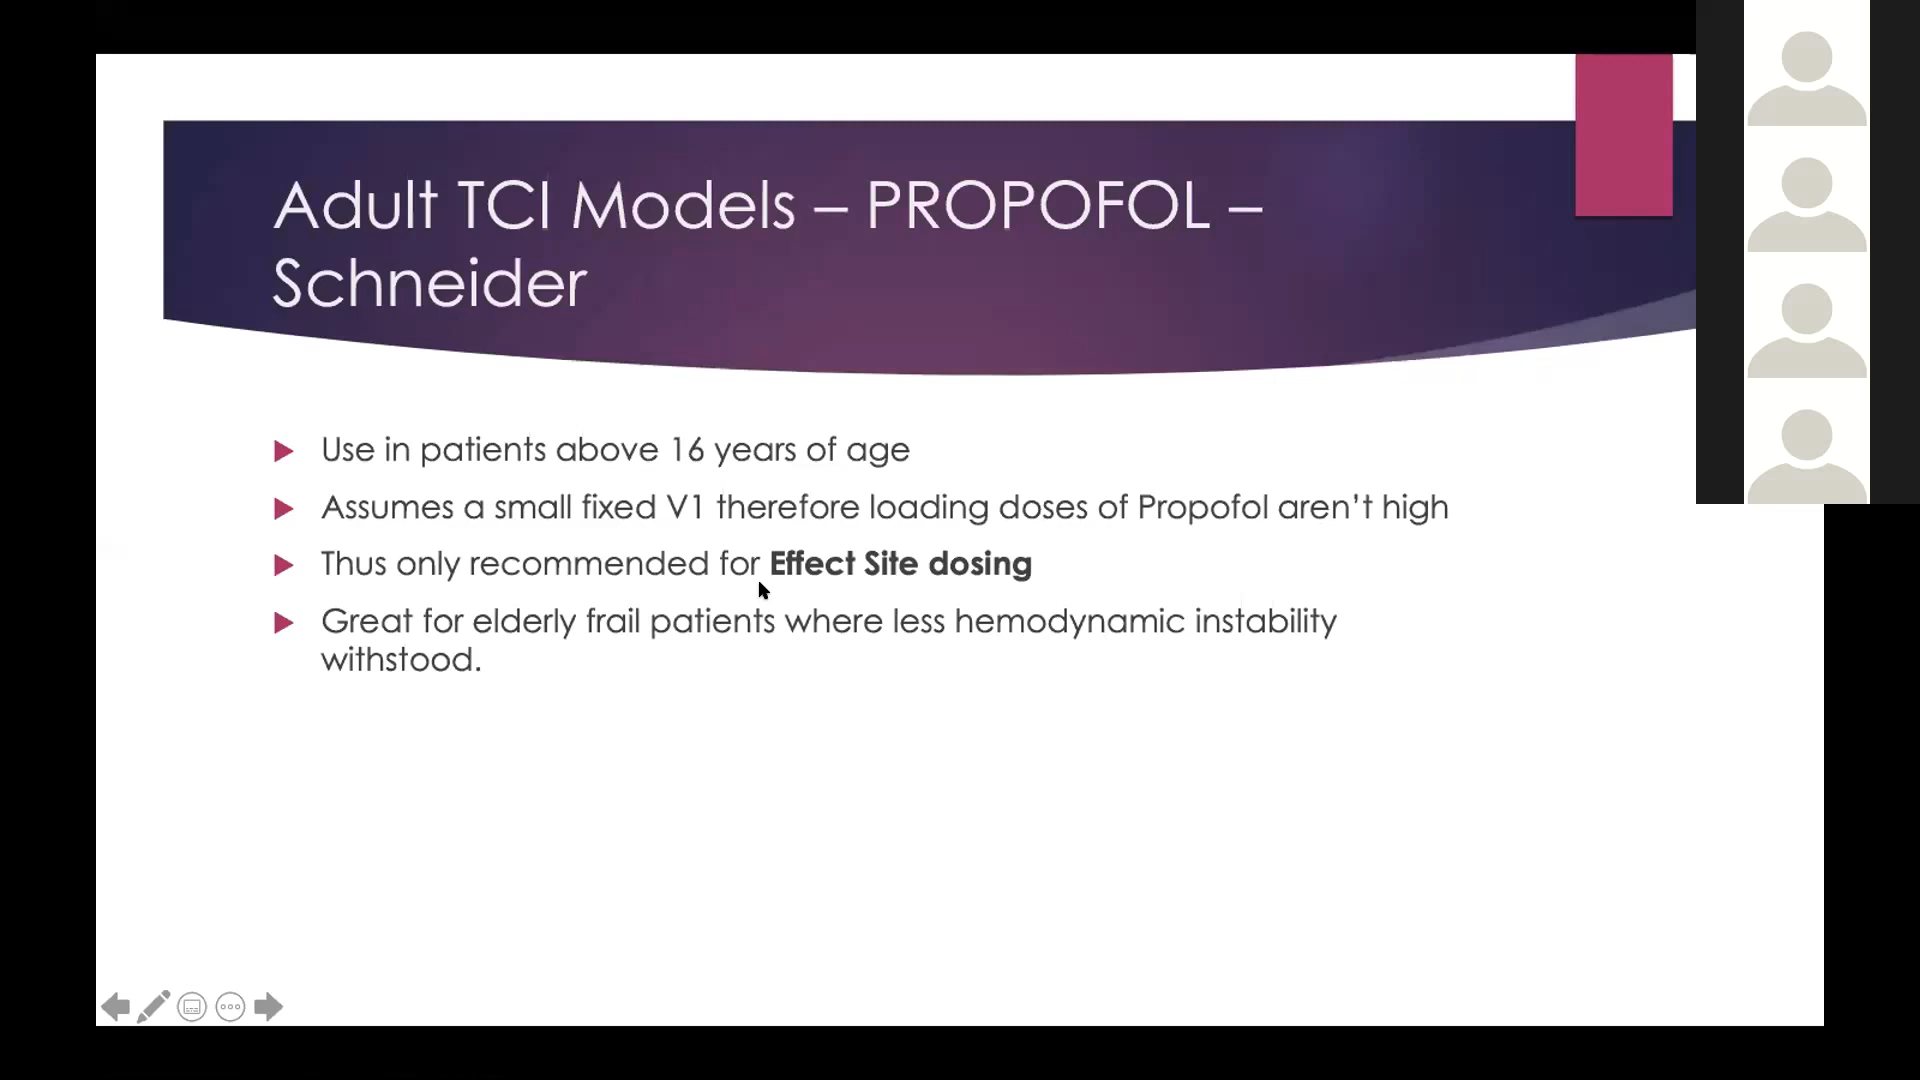 Adult TCI Models – PROPOFOL –
Schneider
Use in patients above 16 years of age
Assumes a small fixed V1 therefore loading doses of Propofol aren’t high
Thus only recommended for Effect Site dosing
Great for elderly frail patients where less hemodynamic instability
withstood.